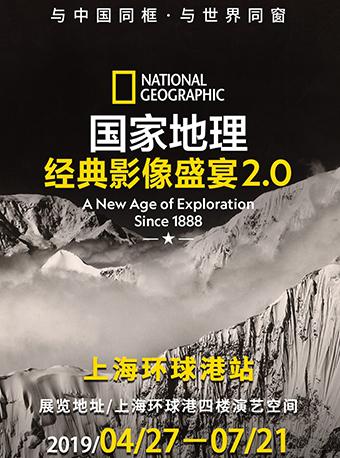 与中国同框·与世界同窗
NATIONAL
GEOGRAPHIC
国家地理
经典影像盛宴2.0
A New Age of Exploration
Since 1888
上海环球港站
展览地址/上海环球港四楼演艺空间
2019/04/27—07/21